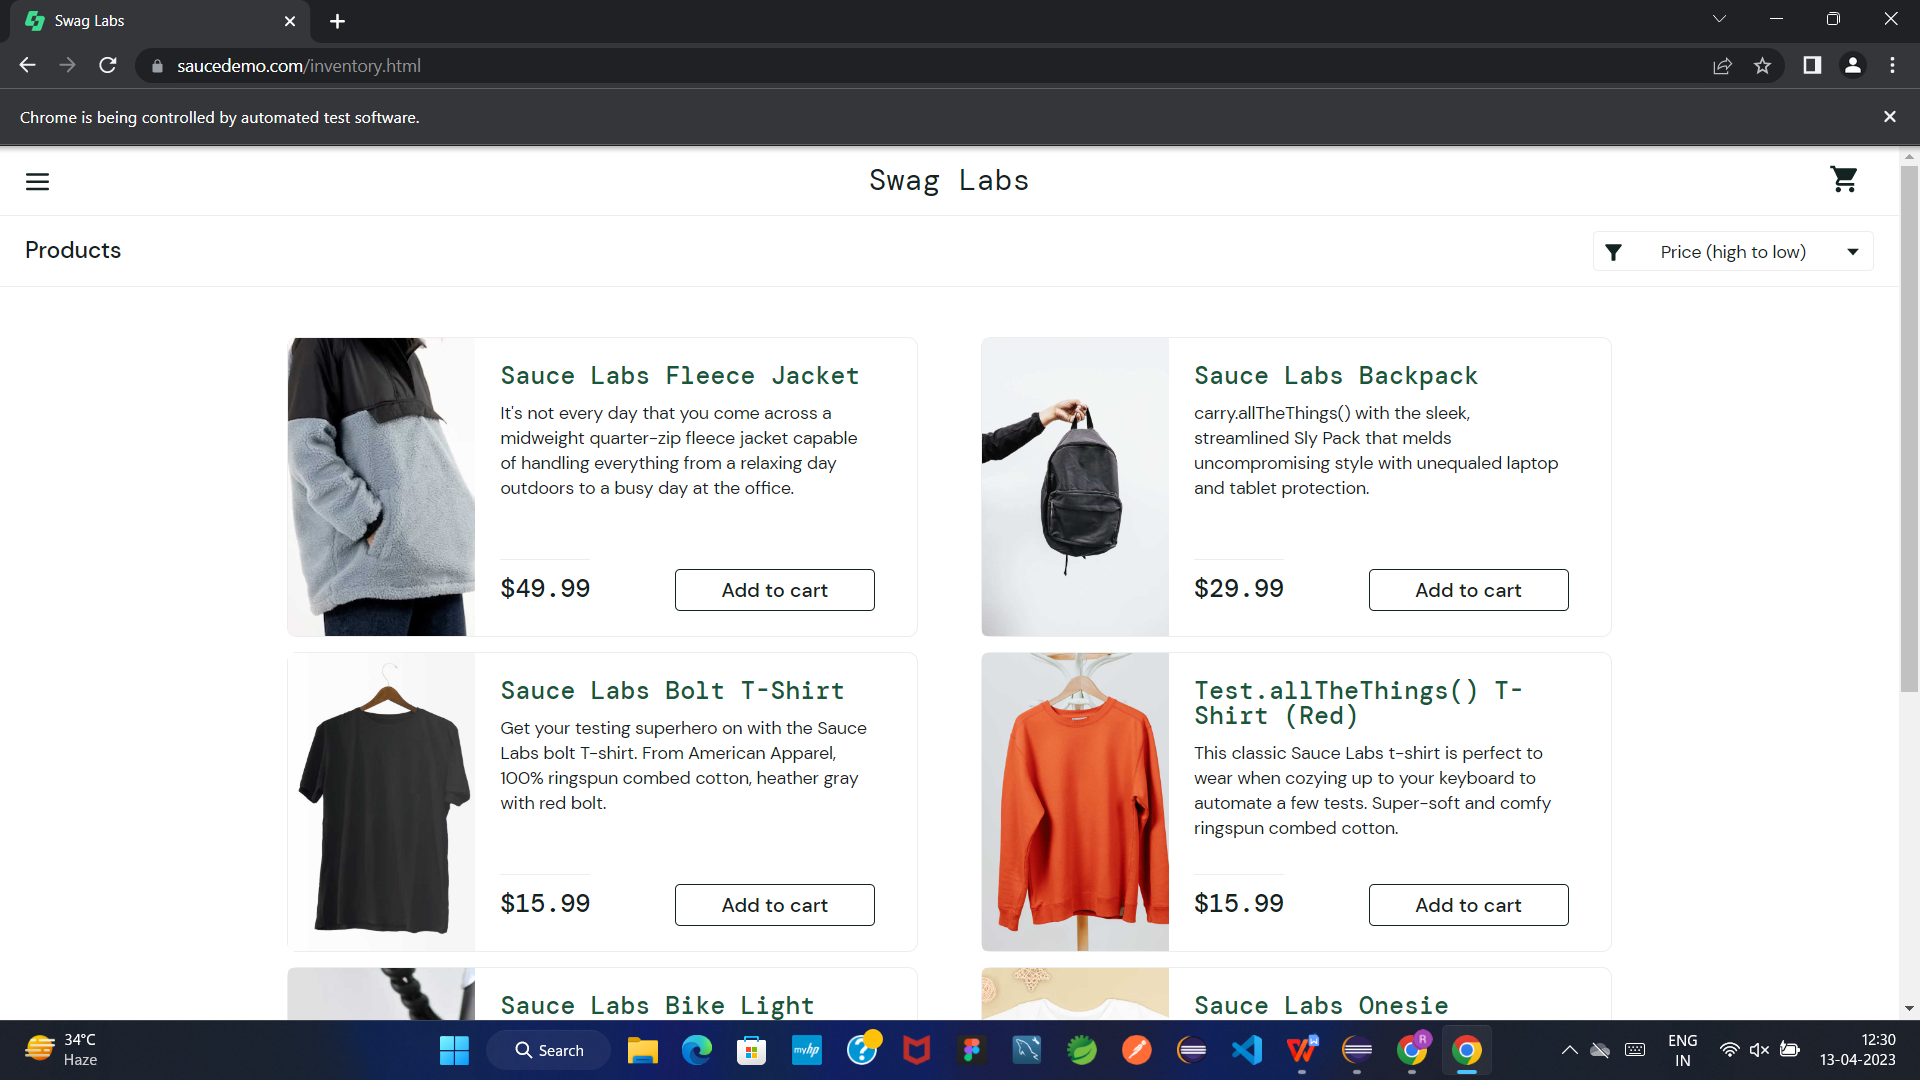 Swag Labs
saucedemo.com/inventory.html
Chrome is being controlled by automated test software.
Swag Labs
Products
Price (high to low)
Sauce Labs Fleece Jacket
It's not every day that you come across a
midweight quarter-zip fleece jacket capable
of handling everything from a relaxing day
outdoors to a busy day at the office.
$49.99
Add to cart
Sauce Labs Backpack
carry.allTheThings() with the sleek,
streamlined Sly Pack that melds
uncompromising style with unequaled laptop
and tablet protection.
$29.99
Add to cart
Sauce Labs Bolt T-Shirt
Get your testing superhero on with the Sauce
Labs bolt T-shirt. From American Apparel,
100% ringspun combed cotton, heather gray
with red bolt.
$15.99
Add to cart
Test.allTheThings() T-
Shirt (Red)
This classic Sauce Labs t-shirt is perfect to
wear when cozying up to your keyboard to
automate a few tests. Super-soft and comfy
ringspun combed cotton.
$15.99
Add to cart
Sauce Labs Bike Light
Sauce Labs Onesie
34°C
Haze
Search
myhp
R
ENG
IN
12:30
13-04-2023